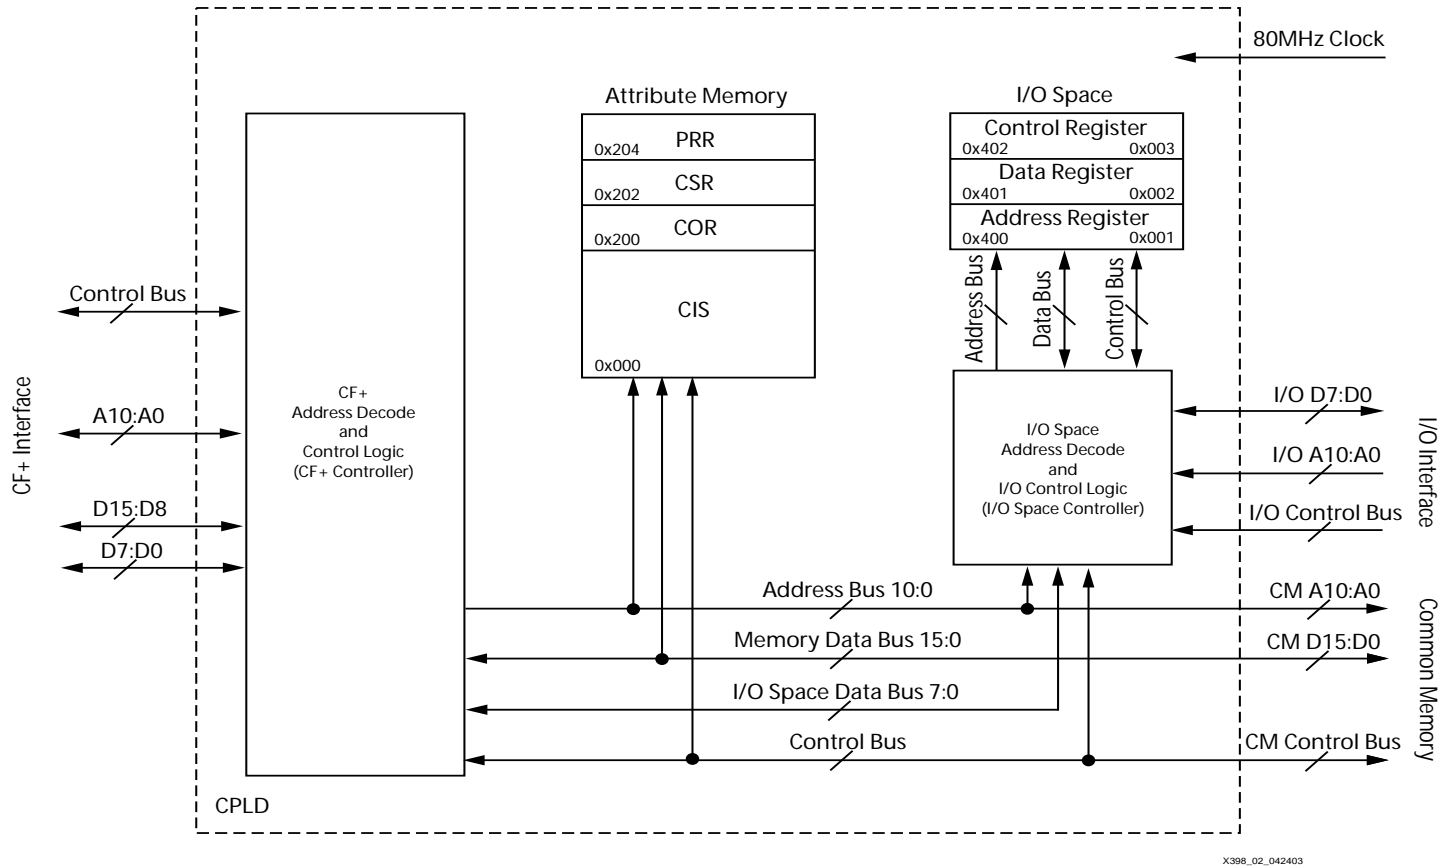 80MHz Clock
Attribute Memory
I/O Space
PRR
0x204
CSR
0x202
COR
0x200
CIS
0x000
Control Register
0x402 0x003
Data Register
0x401 0x002
Address Register
0x400 0x001
Address Bus
Data Bus
Control Bus
CF+ Interface
Control Bus
A10:A0
D15:D8
D7:D0
CF+
Address Decode
and
Control Logic
(CF+ Controller)
I/O Space
Address Decode
and
I/O Control Logic
(I/O Space Controller)
I/O D7:D0
I/O A10:A0
I/O Control Bus
I/O Interface
Address Bus 10:0
CM A10:A0
Memory Data Bus 15:0
CM D15:D0
I/O Space Data Bus 7:0
Control Bus
CM Control Bus
Common Memory
CPLD
X398_02_042403